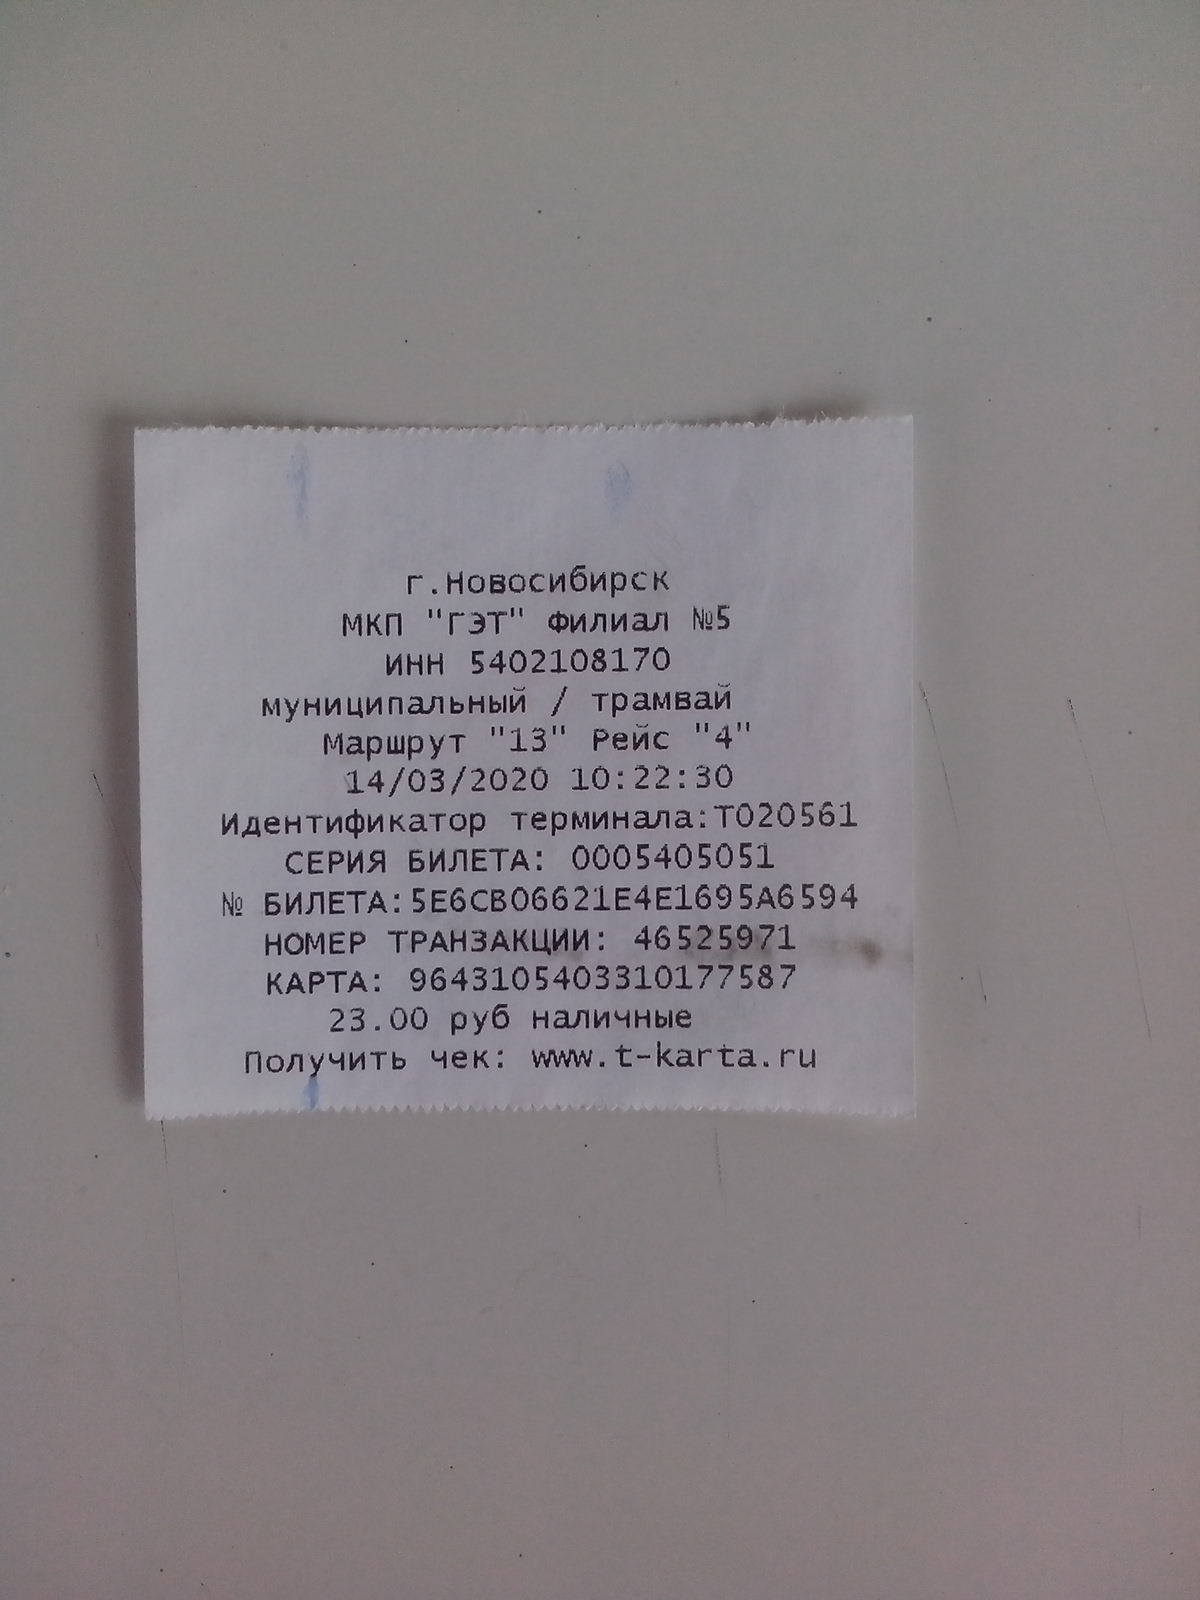 г.Новосибирск
МКП "ГЭТ" Филиал №5
ИНН 5402108170
муниципальный / трамвай
Маршрут "13" Рейс "4"
14/03/2020 10:22:30
Идентификатор терминала:T020561
СЕРИЯ БИЛЕТА: 0005405051
№ БИЛЕТА:5E6CB06621E4E1695A6594
НОМЕР ТРАНЗАКЦИИ: 46525971
КАРТА: 9643105403310177587
23.00 руб наличные
Получить чек: www.t-karta.ru